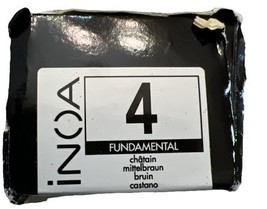 iNOA
4
FUNDAMENTAL
châtain
mittelbraun
bruin
castano